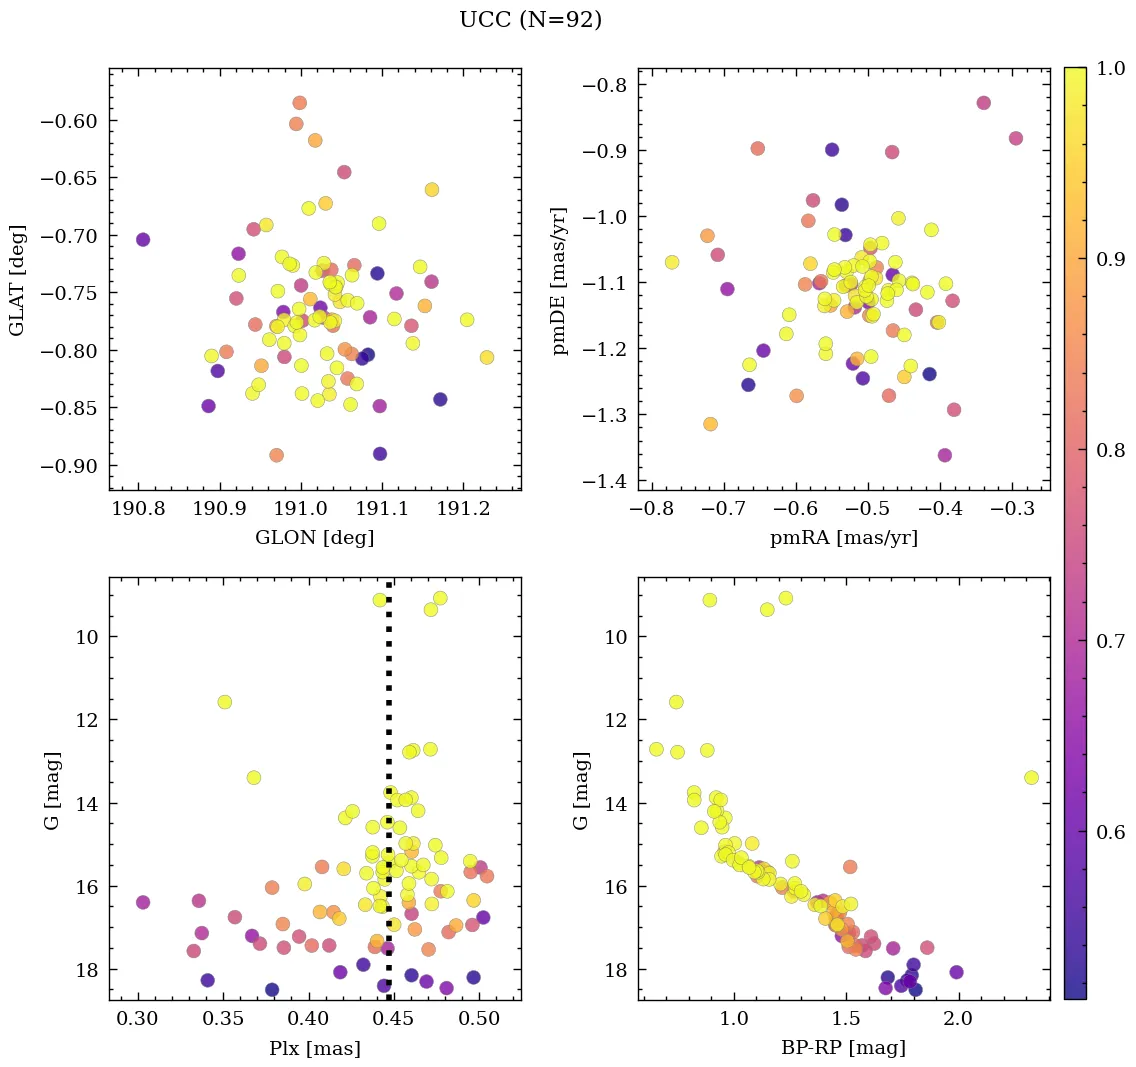 UCC (N=92)
−0.60
−0.65
−0.70
−0.75
−0.80
−0.85
−0.90
GLAT [deg]
190.8 190.9 191.0 191.1 191.2
GLON [deg]
−0.8
−0.9
−1.0
−1.1
−1.2
−1.3
−1.4
pmDE [mas/yr]
−0.8 −0.7 −0.6 −0.5 −0.4 −0.3
pmRA [mas/yr]
10
12
14
16
18
G [mag]
0.30 0.35 0.40 0.45 0.50
Plx [mas]
10
12
14
16
18
G [mag]
1.0 1.5 2.0
BP-RP [mag]
1.0
0.9
0.8
0.7
0.6